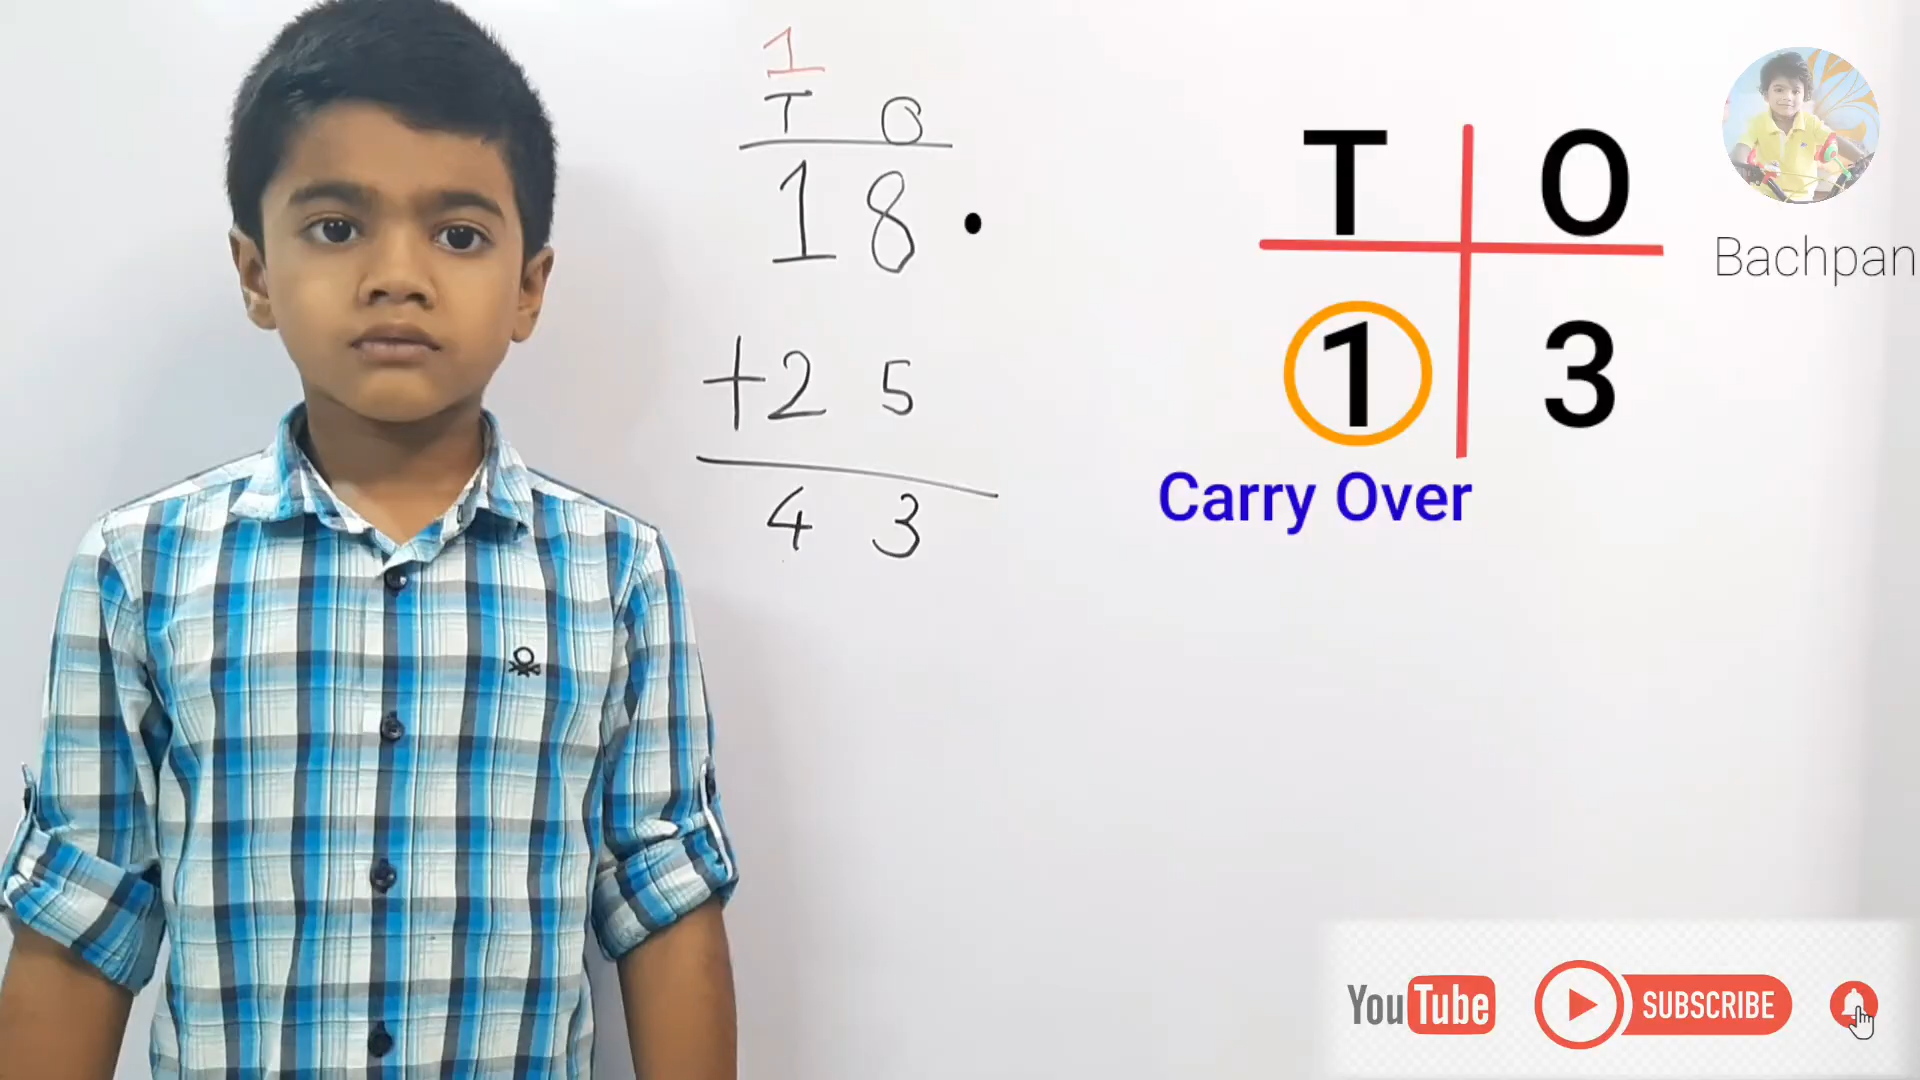 1
T O
18
+25
43
T O
1 3
Carry Over
Bachpan
YouTube SUBSCRIBE